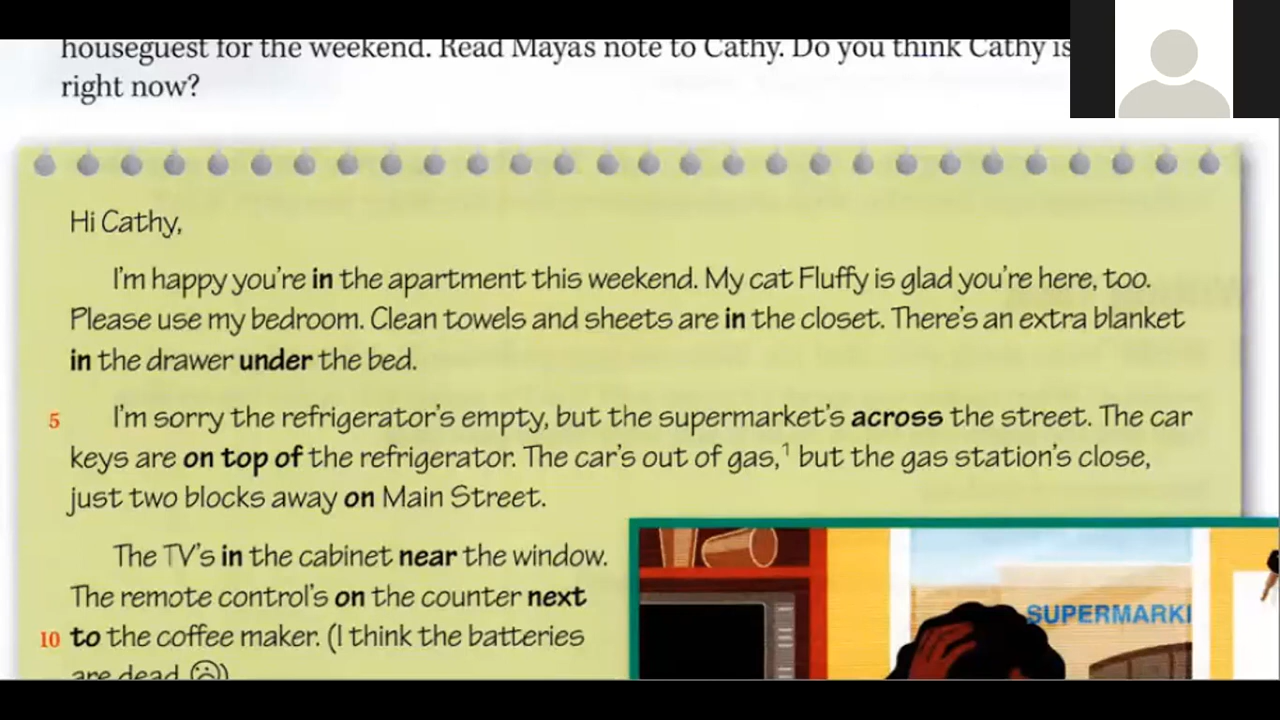 houseguest for the weekend. Read Mayas note to Cathy. Do you think Cathy is
right now?
Hi Cathy,
I'm happy you're in the apartment this weekend. My cat Fluffy is glad you're here, too.
Please use my bedroom. Clean towels and sheets are in the closet. There's an extra blanket
in the drawer under the bed.
5 I'm sorry the refrigerator's empty, but the supermarket's across the street. The car
keys are on top of the refrigerator. The car's out of gas,¹ but the gas station's close,
just two blocks away on Main Street.
The TV's in the cabinet near the window.
The remote control's on the counter next
10 to the coffee maker. (I think the batteries
are dead ☹)
SUPERMARK